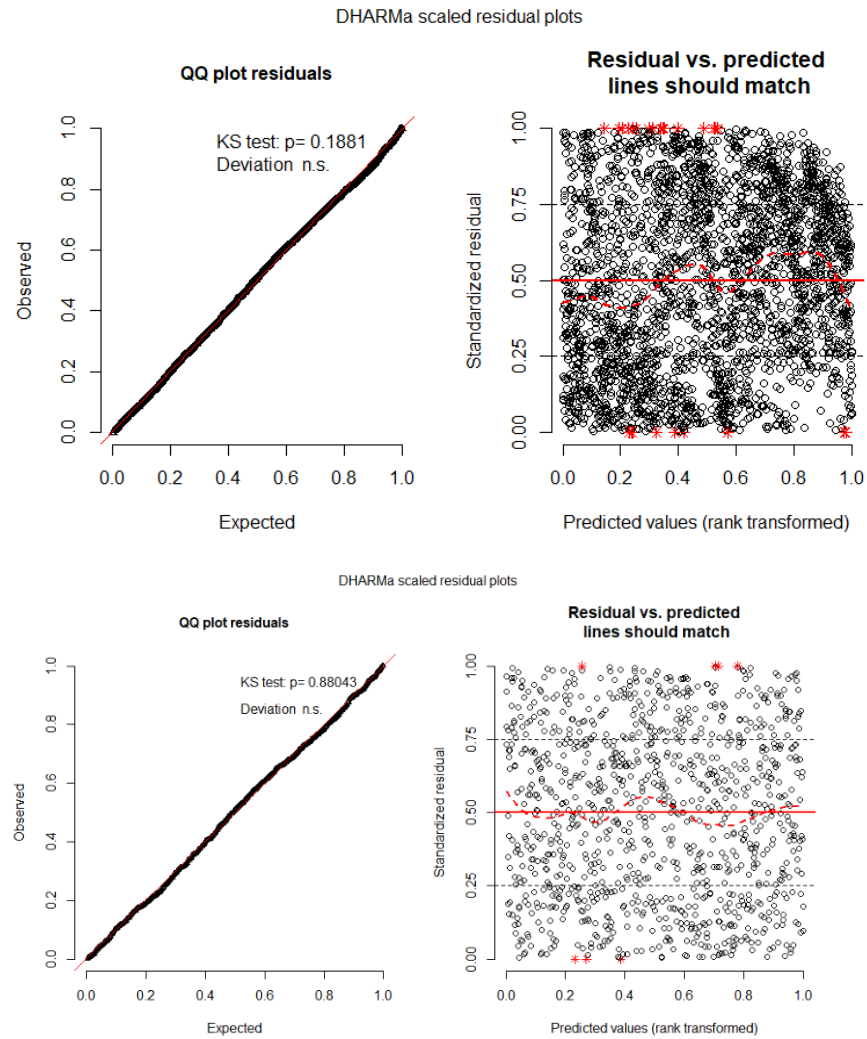 DHARMa scaled residual plots
QQ plot residuals
KS test: p= 0.1881
Deviation n.s.
Observed
0.0 0.2 0.4 0.6 0.8 1.0
0.0 0.2 0.4 0.6 0.8 1.0
Expected
Residual vs. predicted
lines should match
Standardized residual
0.00 0.25 0.50 0.75 1.00
0.0 0.2 0.4 0.6 0.8 1.0
Predicted values (rank transformed)
DHARMa scaled residual plots
QQ plot residuals
KS test: p= 0.88043
Deviation n.s.
Observed
0.0 0.2 0.4 0.6 0.8 1.0
0.0 0.2 0.4 0.6 0.8 1.0
Expected
Residual vs. predicted
lines should match
Standardized residual
0.00 0.25 0.50 0.75 1.00
0.0 0.2 0.4 0.6 0.8 1.0
Predicted values (rank transformed)